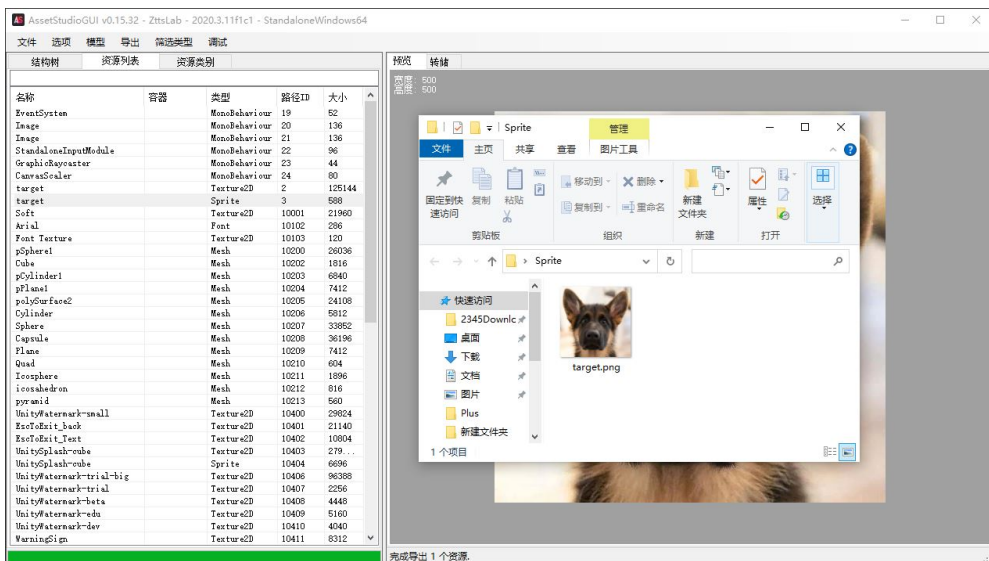 AssetStudioGUI v0.15.32 - ZttsLab - 2020.3.11f1c1 - StandaloneWindows64
文件 选项 模型 导出 筛选类型 调试
结构树 资源列表 资源类别
名称 容器 类型 路径ID 大小
EventSystem MonoBehaviour 19 52
Image MonoBehaviour 20 136
Image MonoBehaviour 21 136
StandaloneInputModule MonoBehaviour 22 96
GraphicRaycaster MonoBehaviour 23 44
CanvasScaler MonoBehaviour 24 80
target Texture2D 2 125144
target Sprite 3 588
Soft Texture2D 10001 21960
Arial Font 10102 286
Font Texture Texture2D 10103 120
pSphere1 Mesh 10200 26036
Cube Mesh 10202 1816
pCylinder1 Mesh 10203 6840
pPlane1 Mesh 10204 7412
polySurface2 Mesh 10205 24108
Cylinder Mesh 10206 5812
Sphere Mesh 10207 33852
Capsule Mesh 10208 36196
Plane Mesh 10209 7412
Quad Mesh 10210 604
Icosphere Mesh 10211 1896
icosahedron Mesh 10212 816
pyramid Mesh 10213 560
UnityWatermark-small Texture2D 10400 29824
EscToExit_back Texture2D 10401 21140
EscToExit_Text Texture2D 10402 10804
UnitySplash-cube Texture2D 10403 279...
UnitySplash-cube Sprite 10404 6696
UnityWatermark-trial-big Texture2D 10406 96388
UnityWatermark-trial Texture2D 10407 2256
UnityWatermark-beta Texture2D 10408 4448
UnityWatermark-edu Texture2D 10409 5160
UnityWatermark-dev Texture2D 10410 4040
WarningSign Texture2D 10411 8312
预览 转储
宽度: 500
高度: 500
Sprite 管理
文件 主页 共享 查看 图片工具
固定到快速访问
复制
粘贴
移动到
复制到
删除
重命名
新建
文件夹
属性
选择
剪贴板 组织 新建 打开
Sprite
快速访问
2345Downlc
桌面
下载
文档
图片
Plus
新建文件夹
target.png
1 个项目
完成导出 1 个资源.